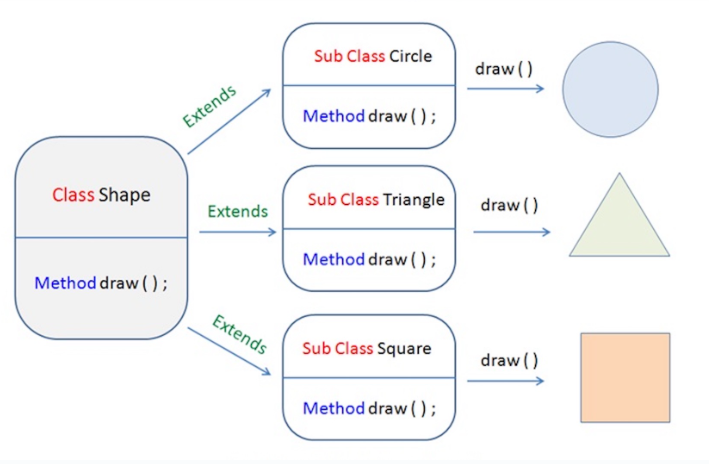 Class Shape
Method draw ( ) ;
Extends
Sub Class Circle
Method draw ( ) ;
draw ( )
Extends
Sub Class Triangle
Method draw ( ) ;
draw ( )
Extends
Sub Class Square
Method draw ( ) ;
draw ( )